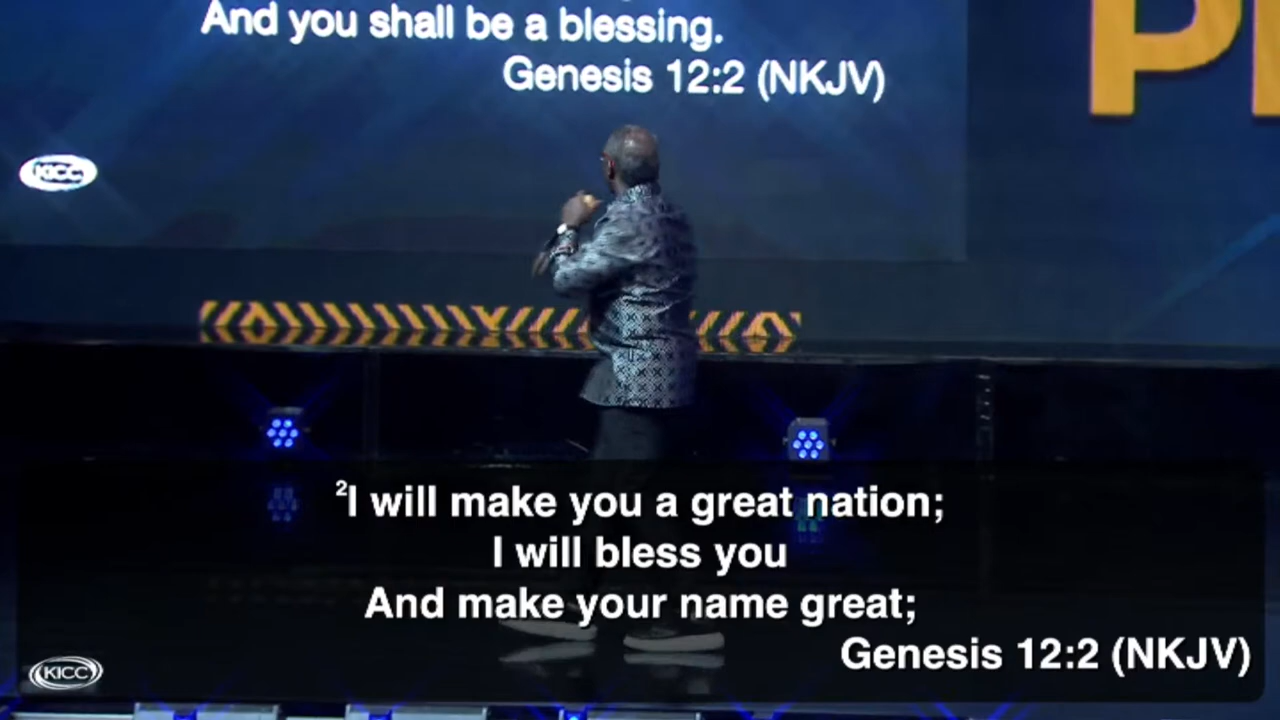 And you shall be a blessing.
Genesis 12:2 (NKJV)
KICC
²I will make you a great nation;
I will bless you
And make your name great;
Genesis 12:2 (NKJV)
KICC